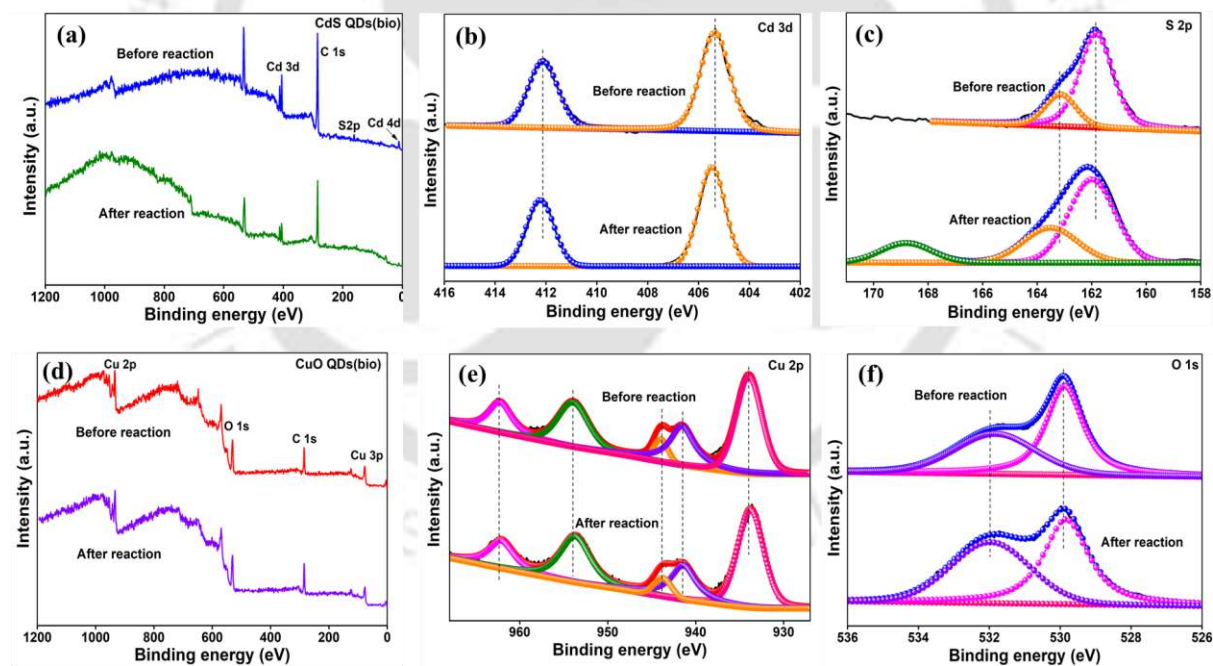 (a)
CdS QDs(bio)
Before reaction
C 1s
Cd 3d
S2p
Cd 4d
After reaction
Intensity (a.u.)
1200 1000 800 600 400 200 0
Binding energy (eV)
(b)
Cd 3d
Before reaction
After reaction
Intensity (a.u.)
416 414 412 410 408 406 404 402
Binding energy (eV)
(c)
S 2p
Before reaction
After reaction
Intensity (a.u.)
170 168 166 164 162 160 158
Binding energy (eV)
(d)
CuO QDs(bio)
Cu 2p
Before reaction
O 1s
C 1s
Cu 3p
After reaction
Intensity (a.u.)
1200 1000 800 600 400 200 0
Binding energy (eV)
(e)
Cu 2p
Before reaction
After reaction
Intensity (a.u.)
960 950 940 930
Binding energy (eV)
(f)
O 1s
Before reaction
After reaction
Intensity (a.u.)
536 534 532 530 528 526
Binding energy (eV)